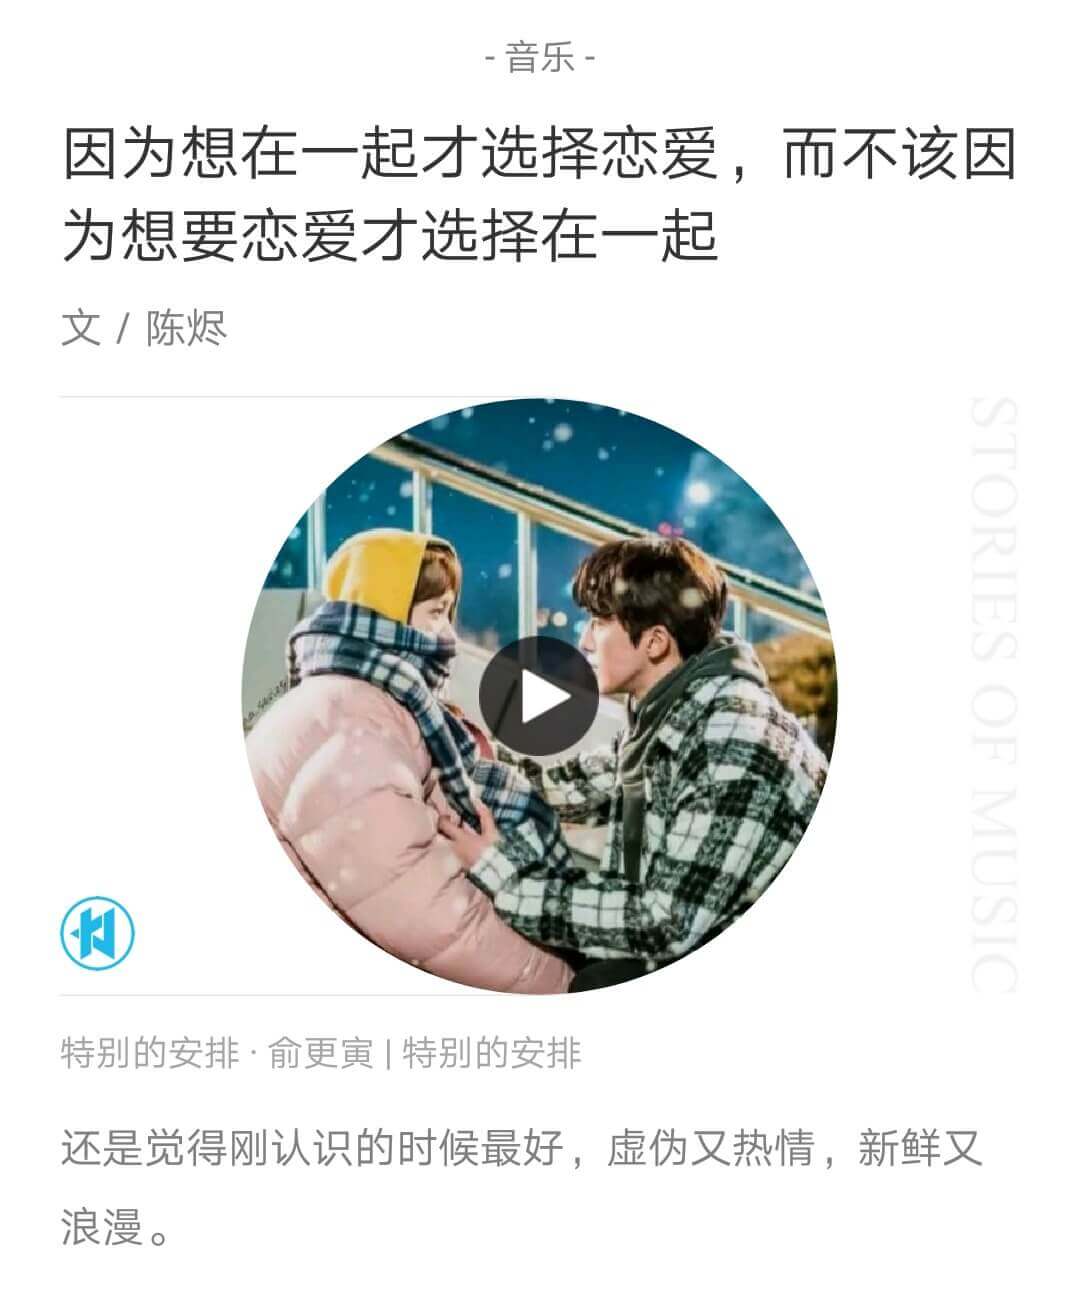 - 音乐 -
因为想在一起才选择恋爱，而不该因
为想要恋爱才选择在一起
文 / 陈烬
STORIES OF MUSIC
特别的安排 · 俞更寅 | 特别的安排
还是觉得刚认识的时候最好，虚伪又热情，新鲜又
浪漫。